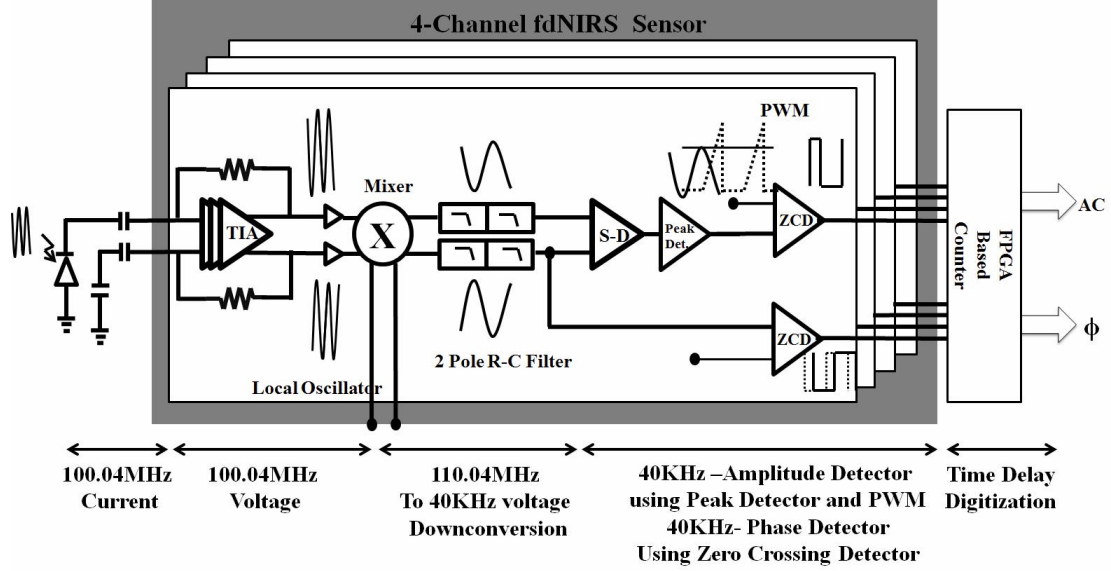 4-Channel fdNIRS Sensor
PWM
Mixer
TIA
X
S-D
Peak
Det.
ZCD
ZCD
FPGA
Based
Counter
AC
ϕ
2 Pole R-C Filter
Local Oscillator
100.04MHz
Current
100.04MHz
Voltage
110.04MHz
To 40KHz voltage
Downconversion
40KHz –Amplitude Detector
using Peak Detector and PWM
40KHz- Phase Detector
Using Zero Crossing Detector
Time Delay
Digitization